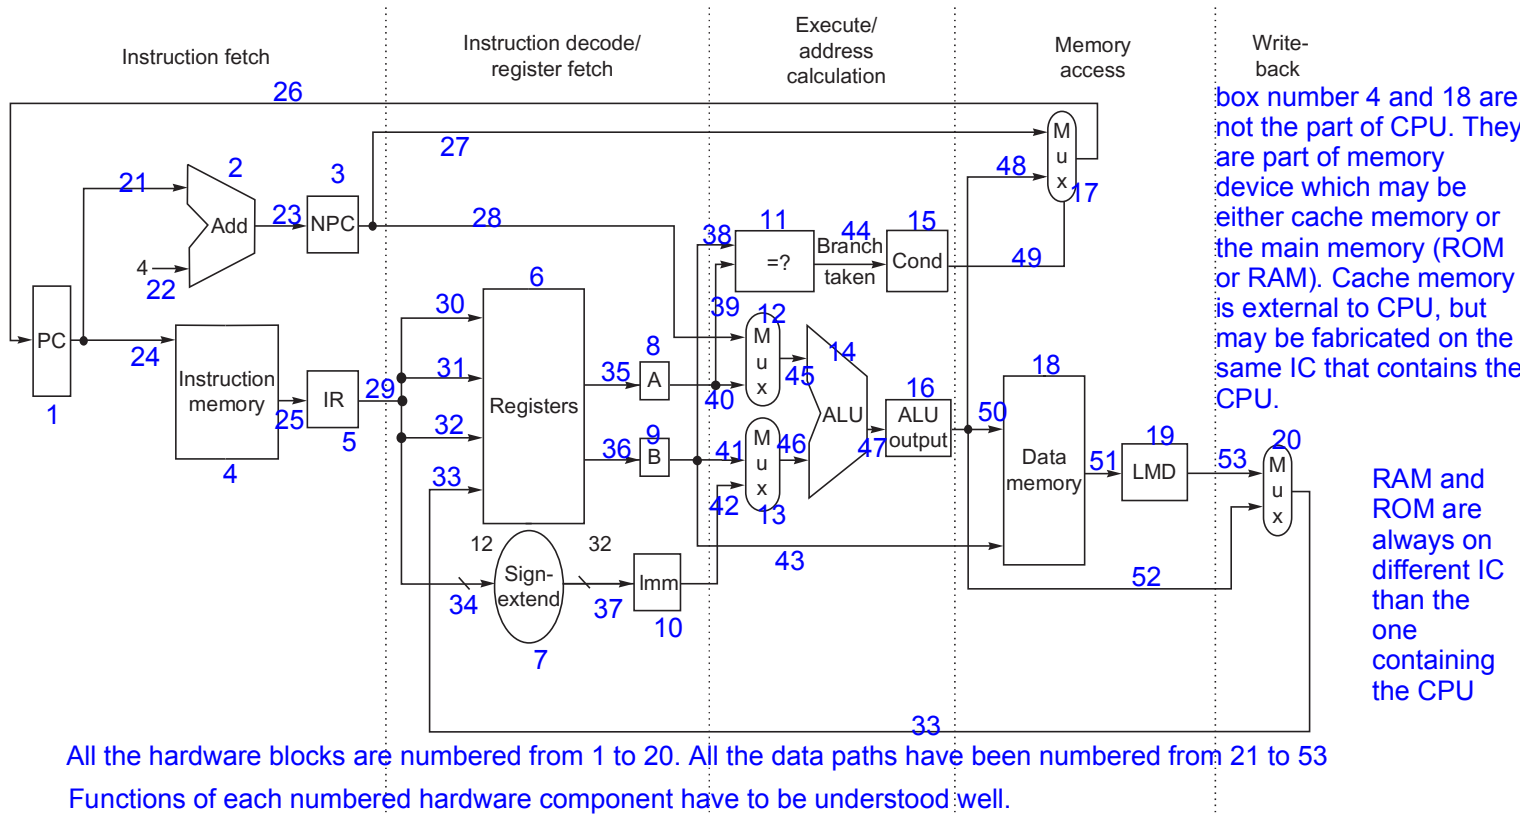 Instruction fetch
Instruction decode/
register fetch
Execute/
address
calculation
Memory
access
Write-
back
26
27
28
2
3
21
Add
23
NPC
4
22
PC
1
24
Instruction
memory
4
25
IR
5
29
6
30
31
32
33
Registers
35
36
8
A
9
B
12
32
Sign-
extend
34
37
7
Imm
10
38
39
40
41
42
43
11
=?
44
Branch
taken
15
Cond
12
M
u
x
M
u
x
13
45
46
14
ALU
47
16
ALU
output
M
u
x
17
48
49
50
18
Data
memory
51
19
LMD
53
52
20
M
u
x
33
box number 4 and 18 are
not the part of CPU. They
are part of memory
device which may be
either cache memory or
the main memory (ROM
or RAM). Cache memory
is external to CPU, but
may be fabricated on the
same IC that contains the
CPU.
RAM and
ROM are
always on
different IC
than the
one
containing
the CPU
All the hardware blocks are numbered from 1 to 20. All the data paths have been numbered from 21 to 53
Functions of each numbered hardware component have to be understood well.